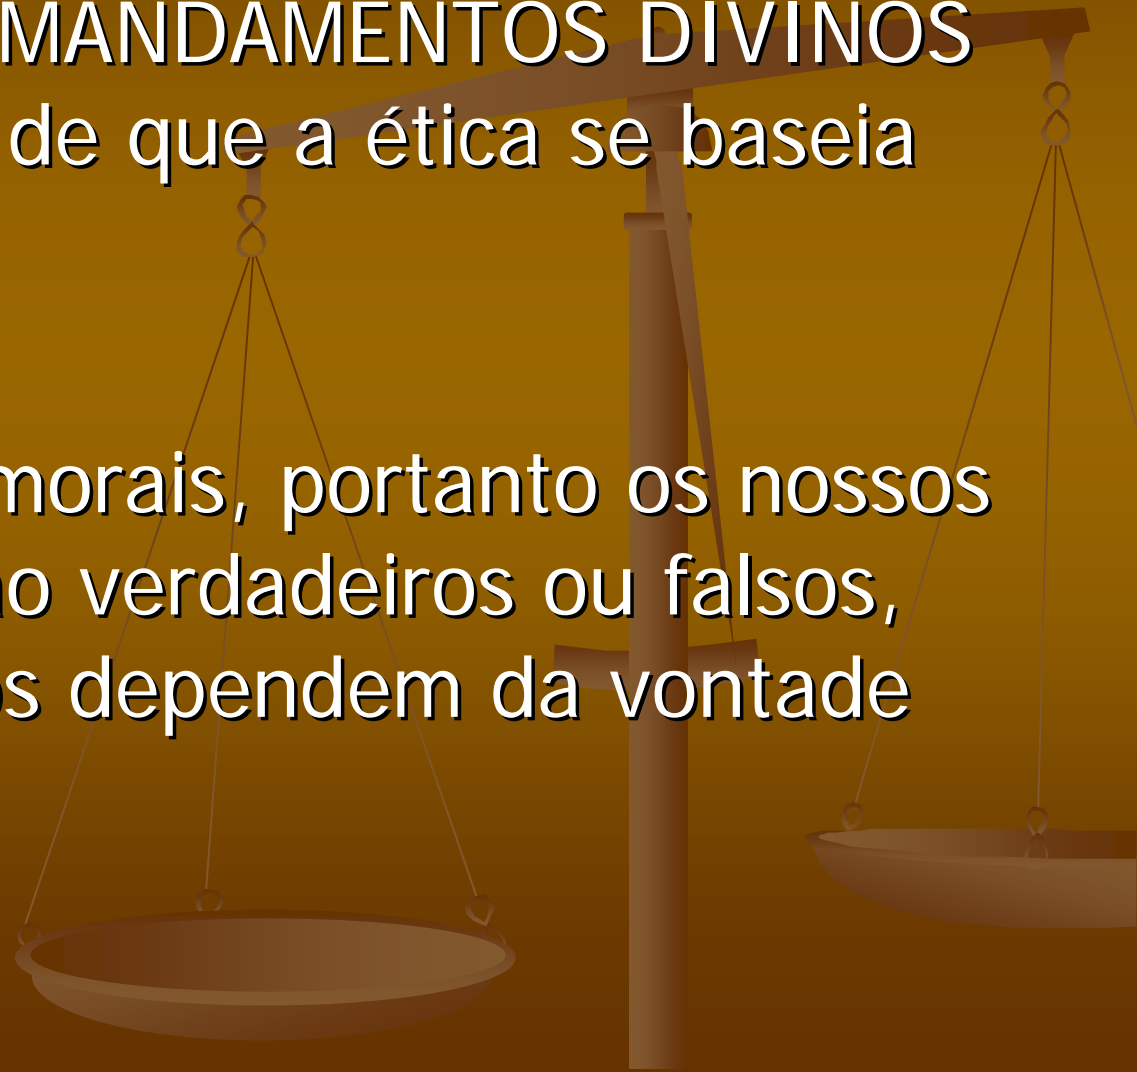 MANDAMENTOS DIVINOS
de que a ética se baseia
morais, portanto os nossos
verdadeiros ou falsos,
dependem da vontade